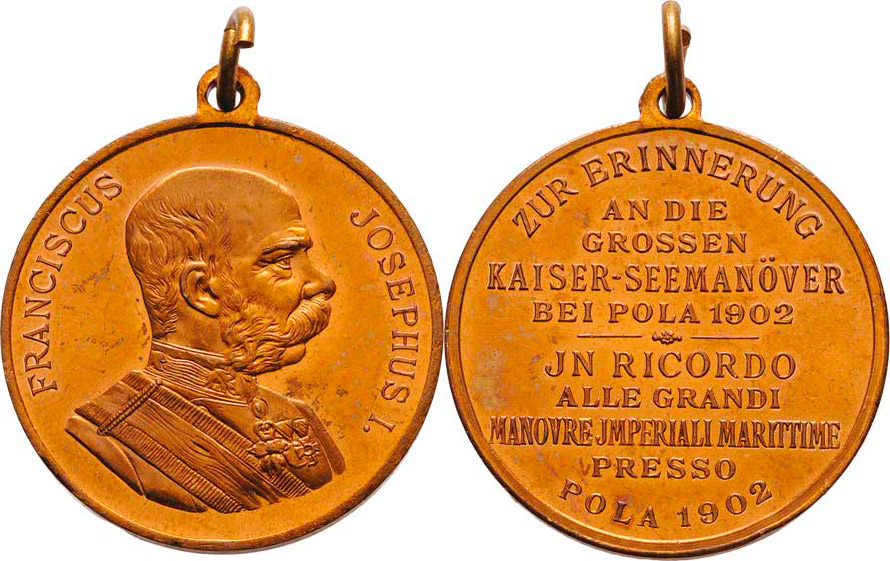 FRANCISCUS JOSEPHUS I.
ZUR ERINNERUNG
AN DIE
GROSSEN
KAISER-SEEMANÖVER
BEI POLA 1902
JN RICORDO
ALLE GRANDI
MANOVRE JMPERIALI MARITTIME
PRESSO
POLA 1902